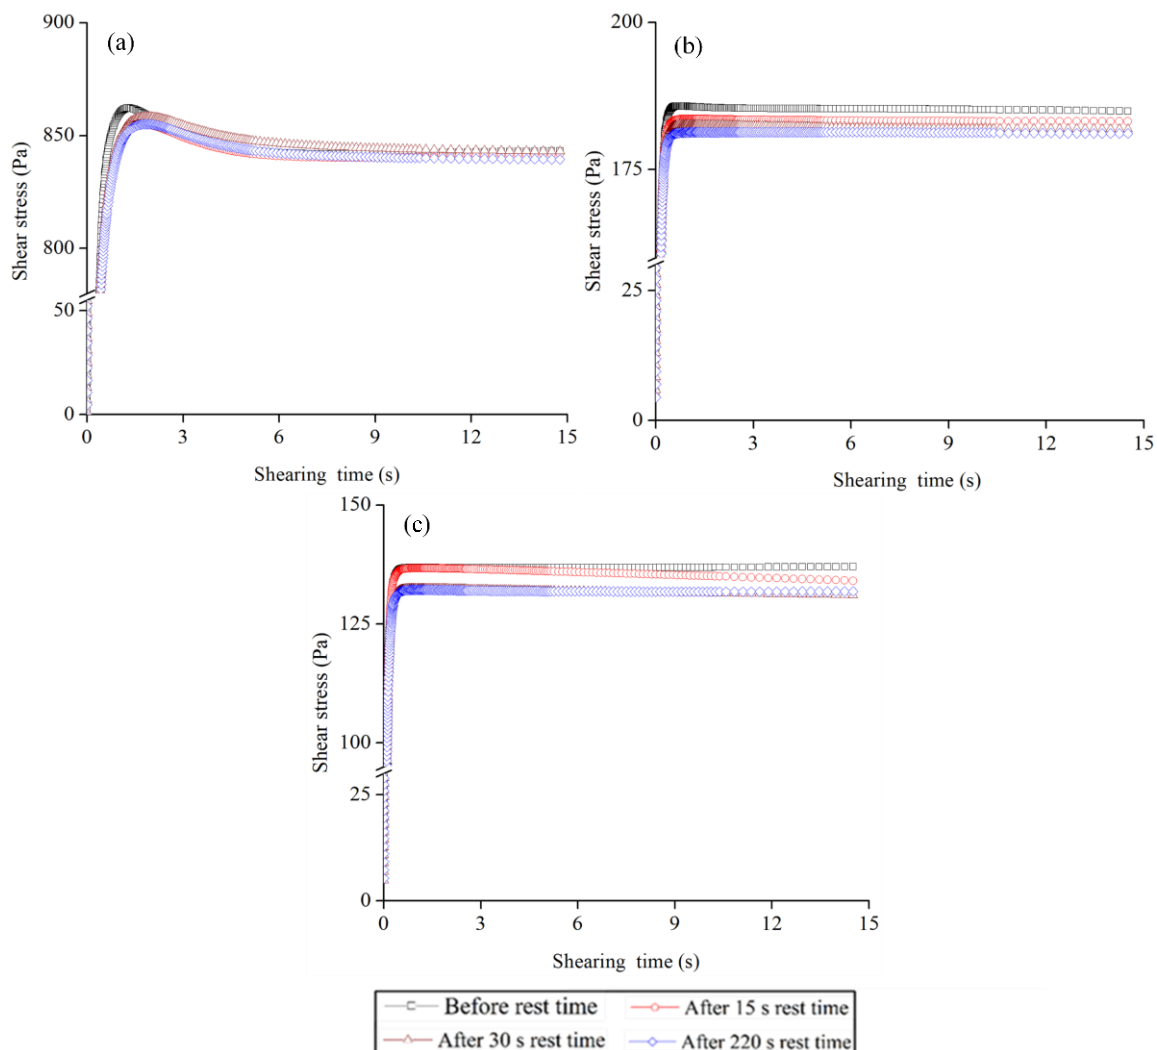 (a)
900
850
800
50
0
0 3 6 9 12 15
Shear stress (Pa)
Shearing time (s)
(b)
200
175
25
0
0 3 6 9 12 15
Shear stress (Pa)
Shearing time (s)
(c)
150
125
100
25
0
0 3 6 9 12 15
Shear stress (Pa)
Shearing time (s)
Before rest time After 15 s rest time
After 30 s rest time After 220 s rest time